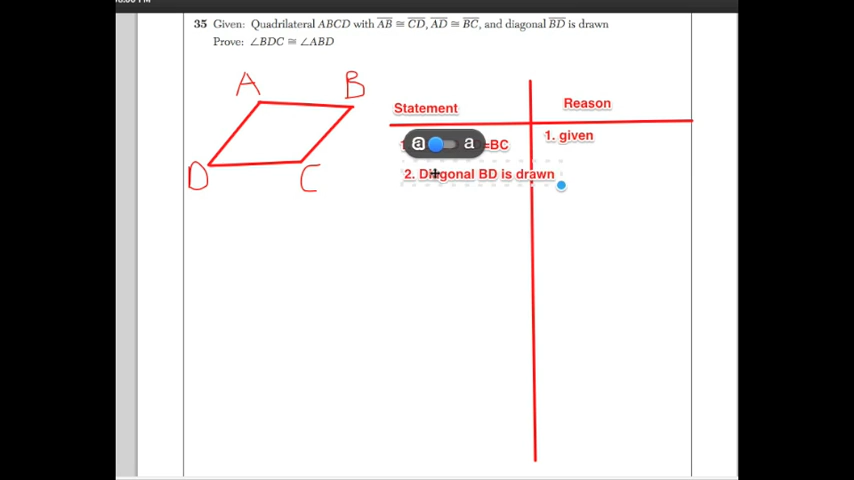 35 Given: Quadrilateral ABCD with AB ≅ CD, AD ≅ BC, and diagonal BD is drawn
Prove: ∠BDC ≅ ∠ABD
A
B
Statement
Reason
a a =BC
1. given
2. Diagonal BD is drawn
D
C